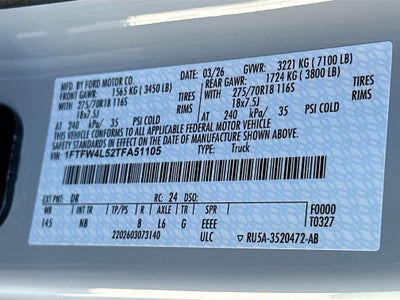 MFD. BY FORD MOTOR CO.
03/26 GVWR: 3221 KG ( 7100 LB)
FRONT GAWR: 1565 KG ( 3450 LB) REAR GAWR: 1724 KG ( 3800 LB)
275/70R18 116S TIRES 275/70R18 116S TIRES
18x7.5J RIMS 18x7.5J RIMS
AT 240 kPa/ 35 PSI COLD AT 240 kPa/ 35 PSI COLD
THIS VEHICLE CONFORMS TO ALL APPLICABLE FEDERAL MOTOR VEHICLE
SAFETY STANDARDS IN EFFECT ON THE DATE OF MANUFACTURE SHOWN ABOVE.
VIN: 1FTFW4L52TFA51105 TYPE: Truck
EXT PNT: DR RC: 24 DSO:
WB INT TR TP/PS R AXLE TR SPR F0000
145 NB 8 L6 G EEEE T0327
2202603073140 ULC RU5A-3520472-AB